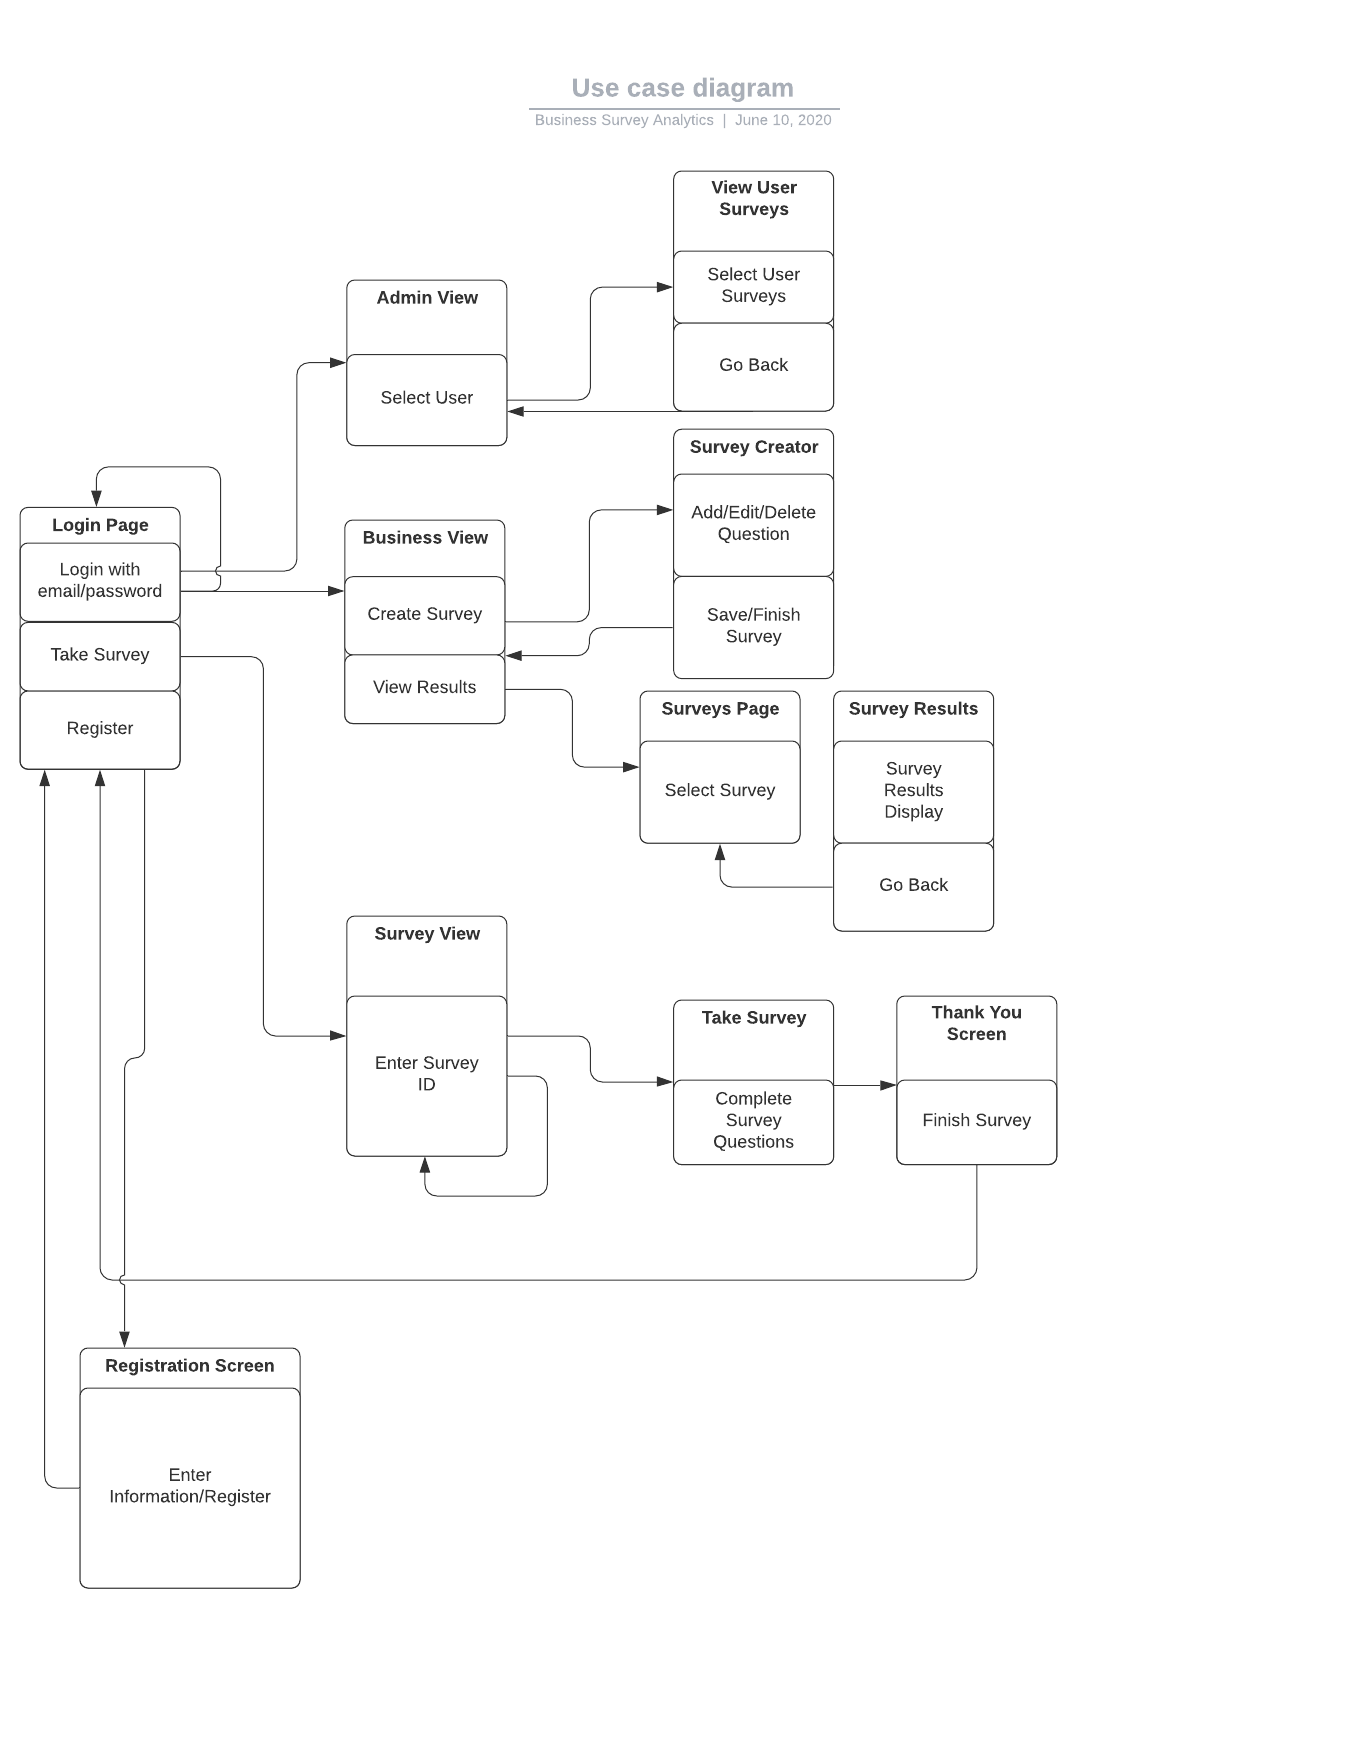 Use case diagram
Business Survey Analytics | June 10, 2020
View User
Surveys
Select User
Surveys
Go Back
Admin View
Select User
Survey Creator
Add/Edit/Delete
Question
Save/Finish
Survey
Login Page
Login with
email/password
Take Survey
Register
Business View
Create Survey
View Results
Surveys Page
Select Survey
Survey Results
Survey
Results
Display
Go Back
Survey View
Enter Survey
ID
Take Survey
Complete
Survey
Questions
Thank You
Screen
Finish Survey
Registration Screen
Enter
Information/Register